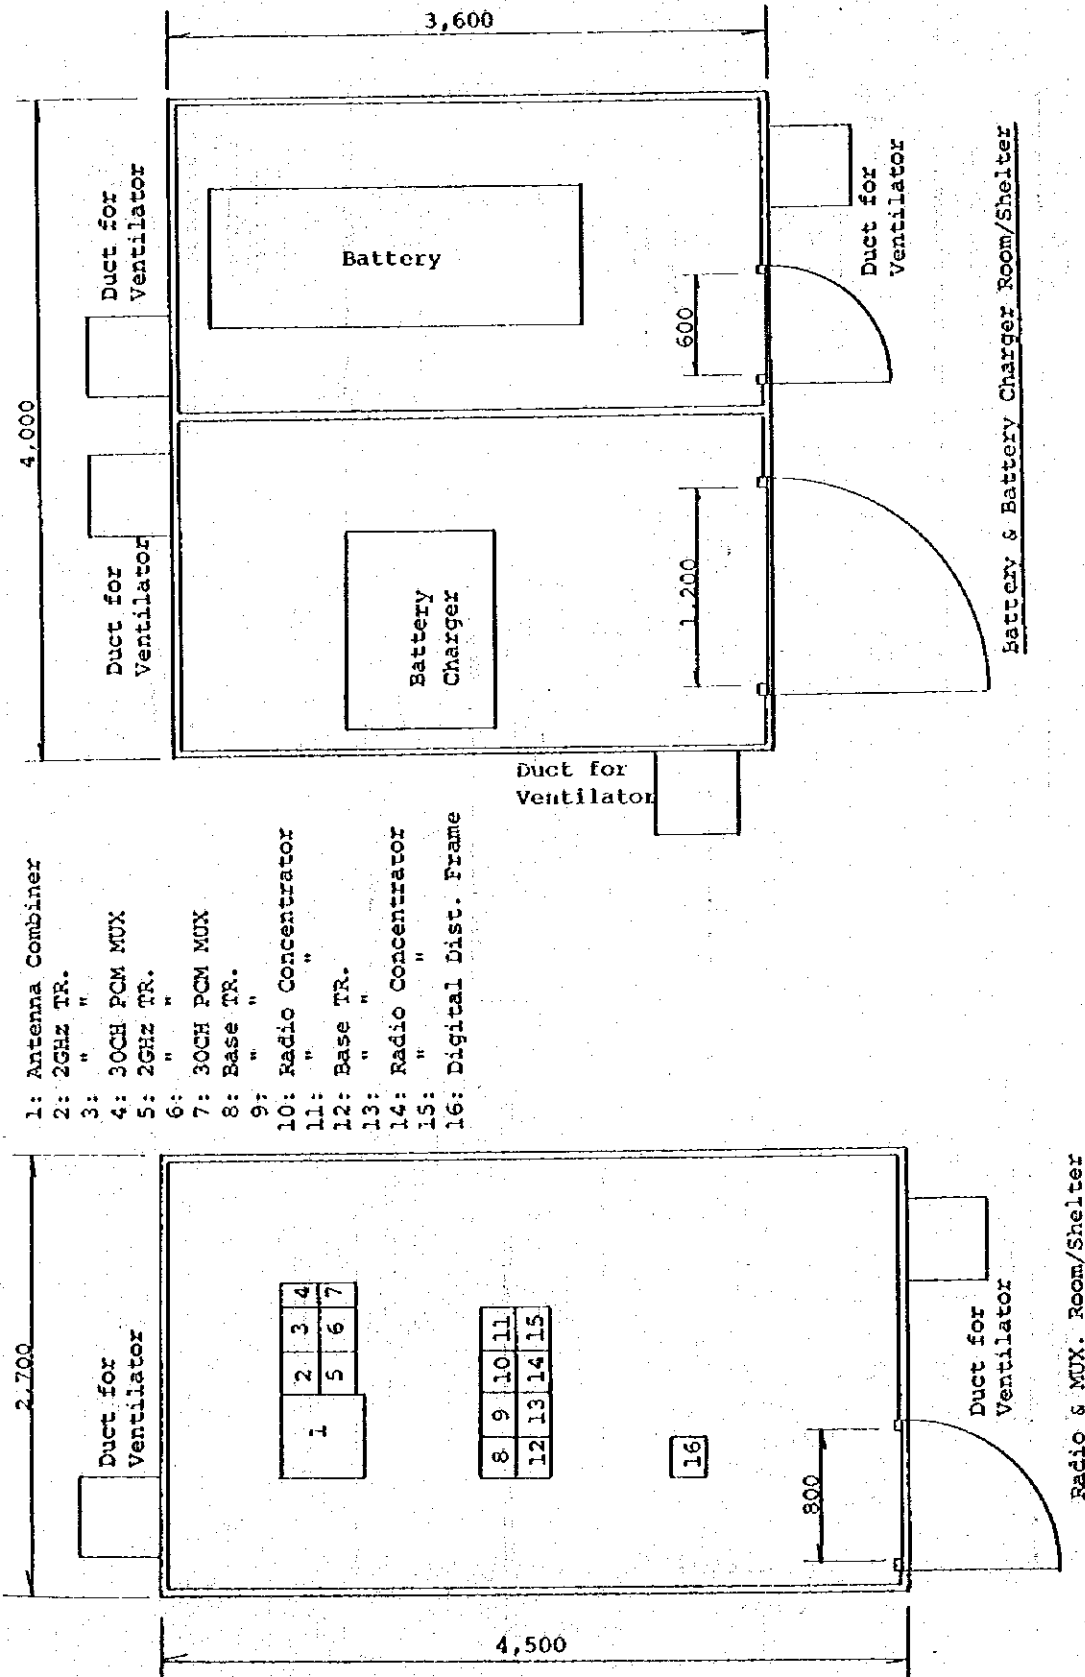 3,600
4,000
Duct for
Ventilator
Duct for
Ventilator
Battery
Battery
Charger
600
1,200
Duct for
Ventilator
Duct for
Ventilator
Battery & Battery Charger Room/Shelter
1: Antenna Combiner
2: 2GHz TR.
3: " "
4: 30CH PCM MUX
5: 2GHz TR.
6: " "
7: 30CH PCM MUX
8: Base TR.
9: " "
10: Radio Concentrator
11: " "
12: Base TR.
13: " "
14: Radio Concentrator
15: " "
16: Digital Dist. Frame
2,700
Duct for
Ventilator
1 2 3 4
5 6 7
8 9 10 11
12 13 14 15
16
800
Duct for
Ventilator
4,500
Radio & MUX. Room/Shelter